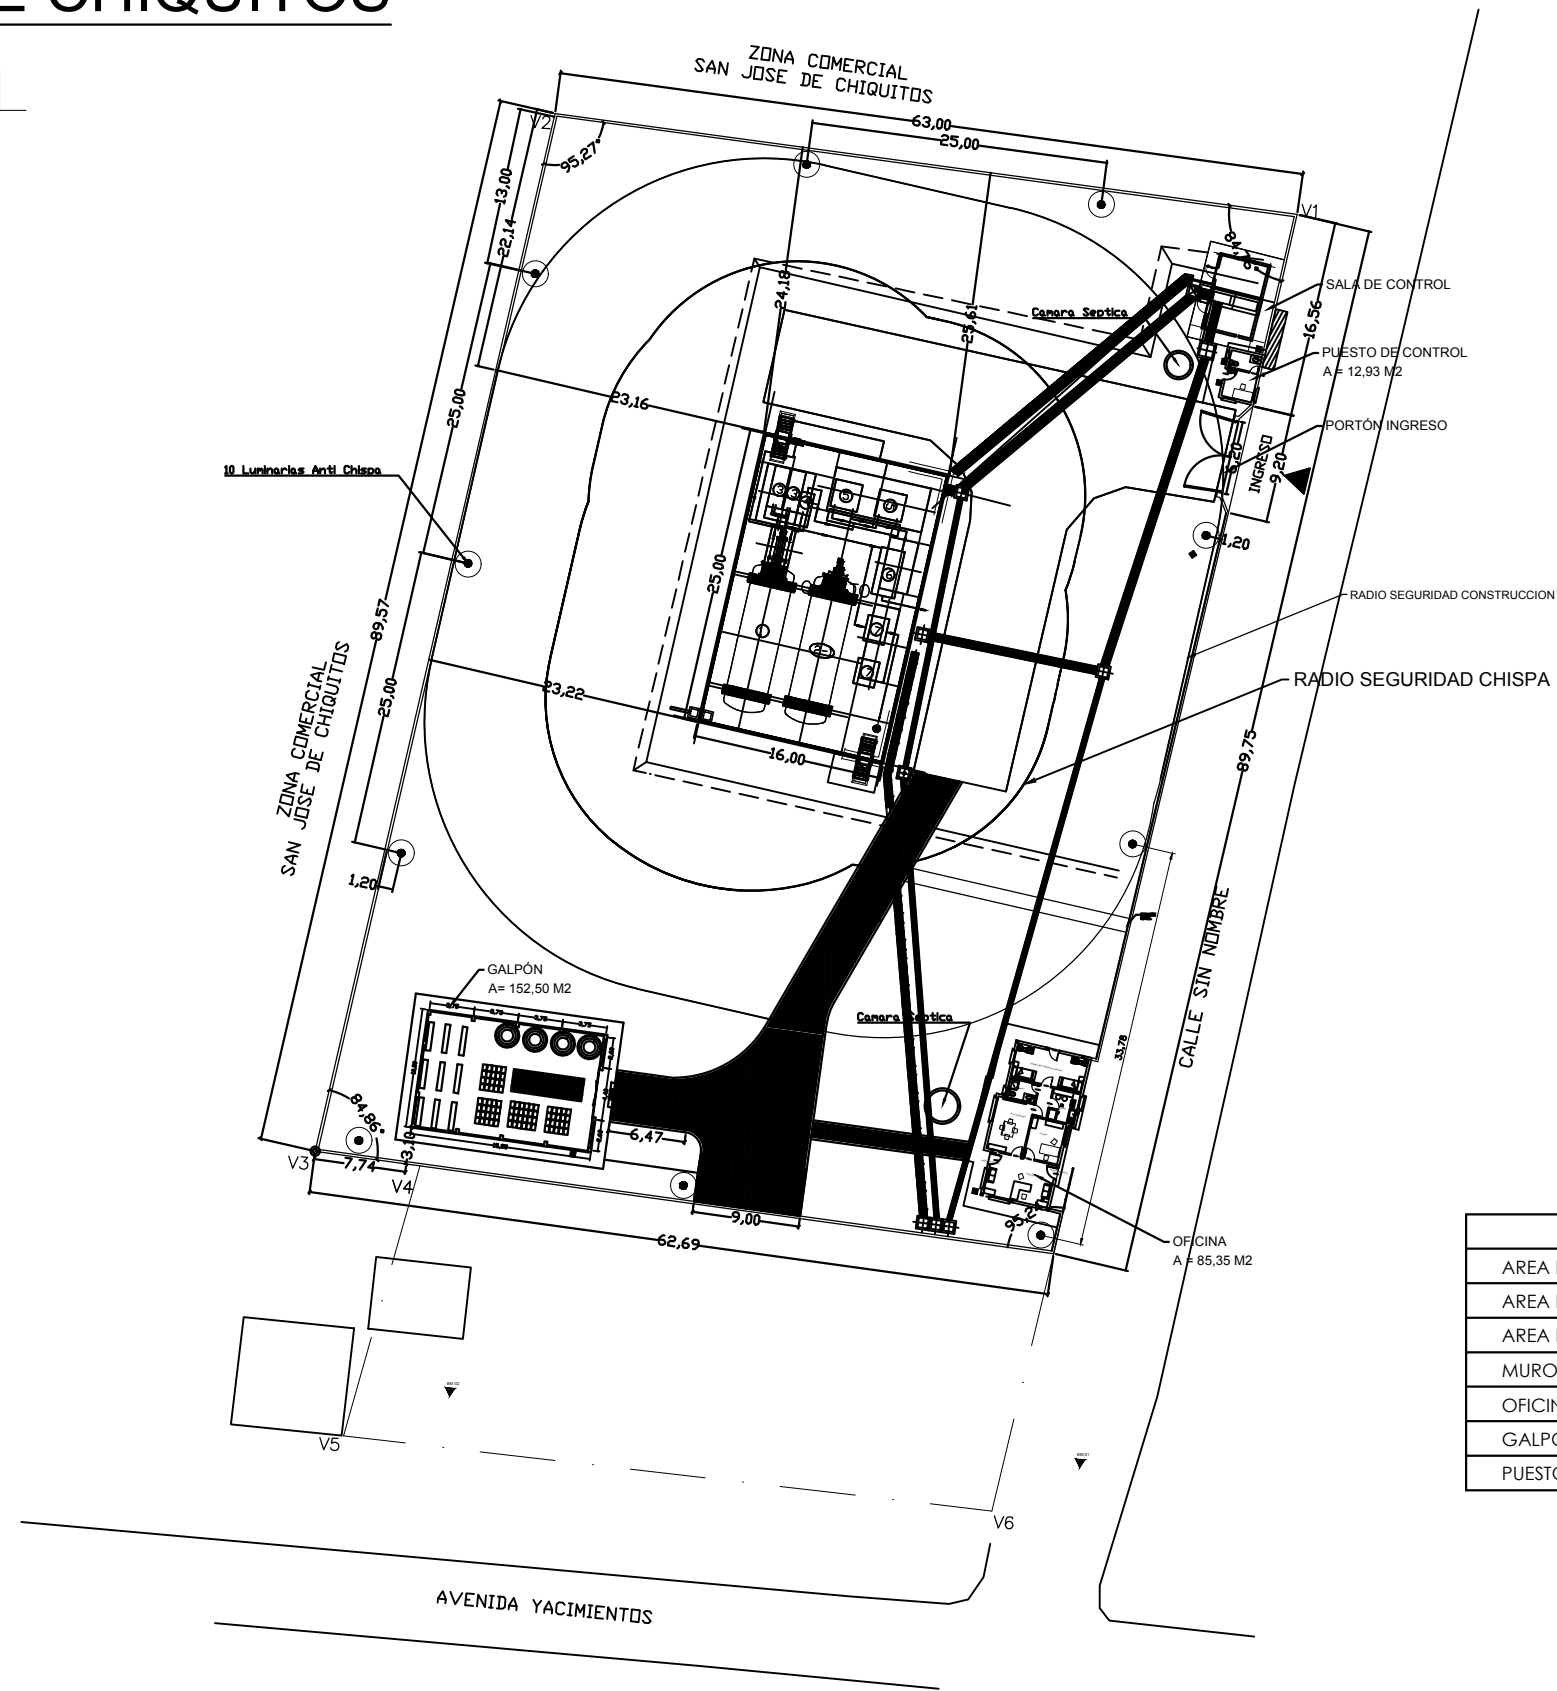 E CHIQUITOS
ZONA COMERCIAL
SAN JOSE DE CHIQUITOS
63,00
25,00
V2
95,27°
V1
13,00
22,14
24,18
25,61
Camara Septica
SALA DE CONTROL
16,56
PUESTO DE CONTROL
A = 12,93 M2
PORTÓN INGRESO
25,00
23,16
10 Luminarias Anti Chispa
INGRESO
9,20
1,20
25,00
RADIO SEGURIDAD CONSTRUCCION
89,57
RADIO SEGURIDAD CHISPA
ZONA COMERCIAL
SAN JOSE DE CHIQUITOS
25,00
23,22
16,00
89,75
1,20
CALLE SIN NOMBRE
GALPÓN
A= 152,50 M2
Camara Septica
33,78
84,86°
6,47
3,10
V3
7,74
V4
9,00
62,69
95,24
OFICINA
A = 85,35 M2
AREA
AREA
AREA
MURO
V5
V6
AVENIDA YACIMIENTOS